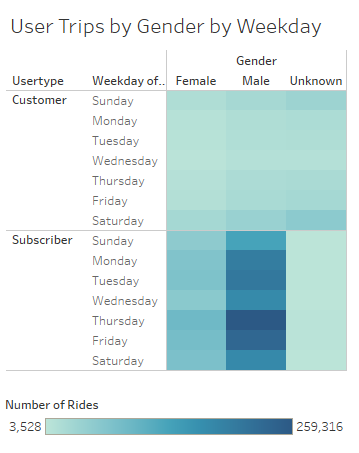 User Trips by Gender by Weekday
Gender
Usertype Weekday of.. Female Male Unknown
Customer Sunday
Monday
Tuesday
Wednesday
Thursday
Friday
Saturday
Subscriber Sunday
Monday
Tuesday
Wednesday
Thursday
Friday
Saturday
Number of Rides
3,528 259,316